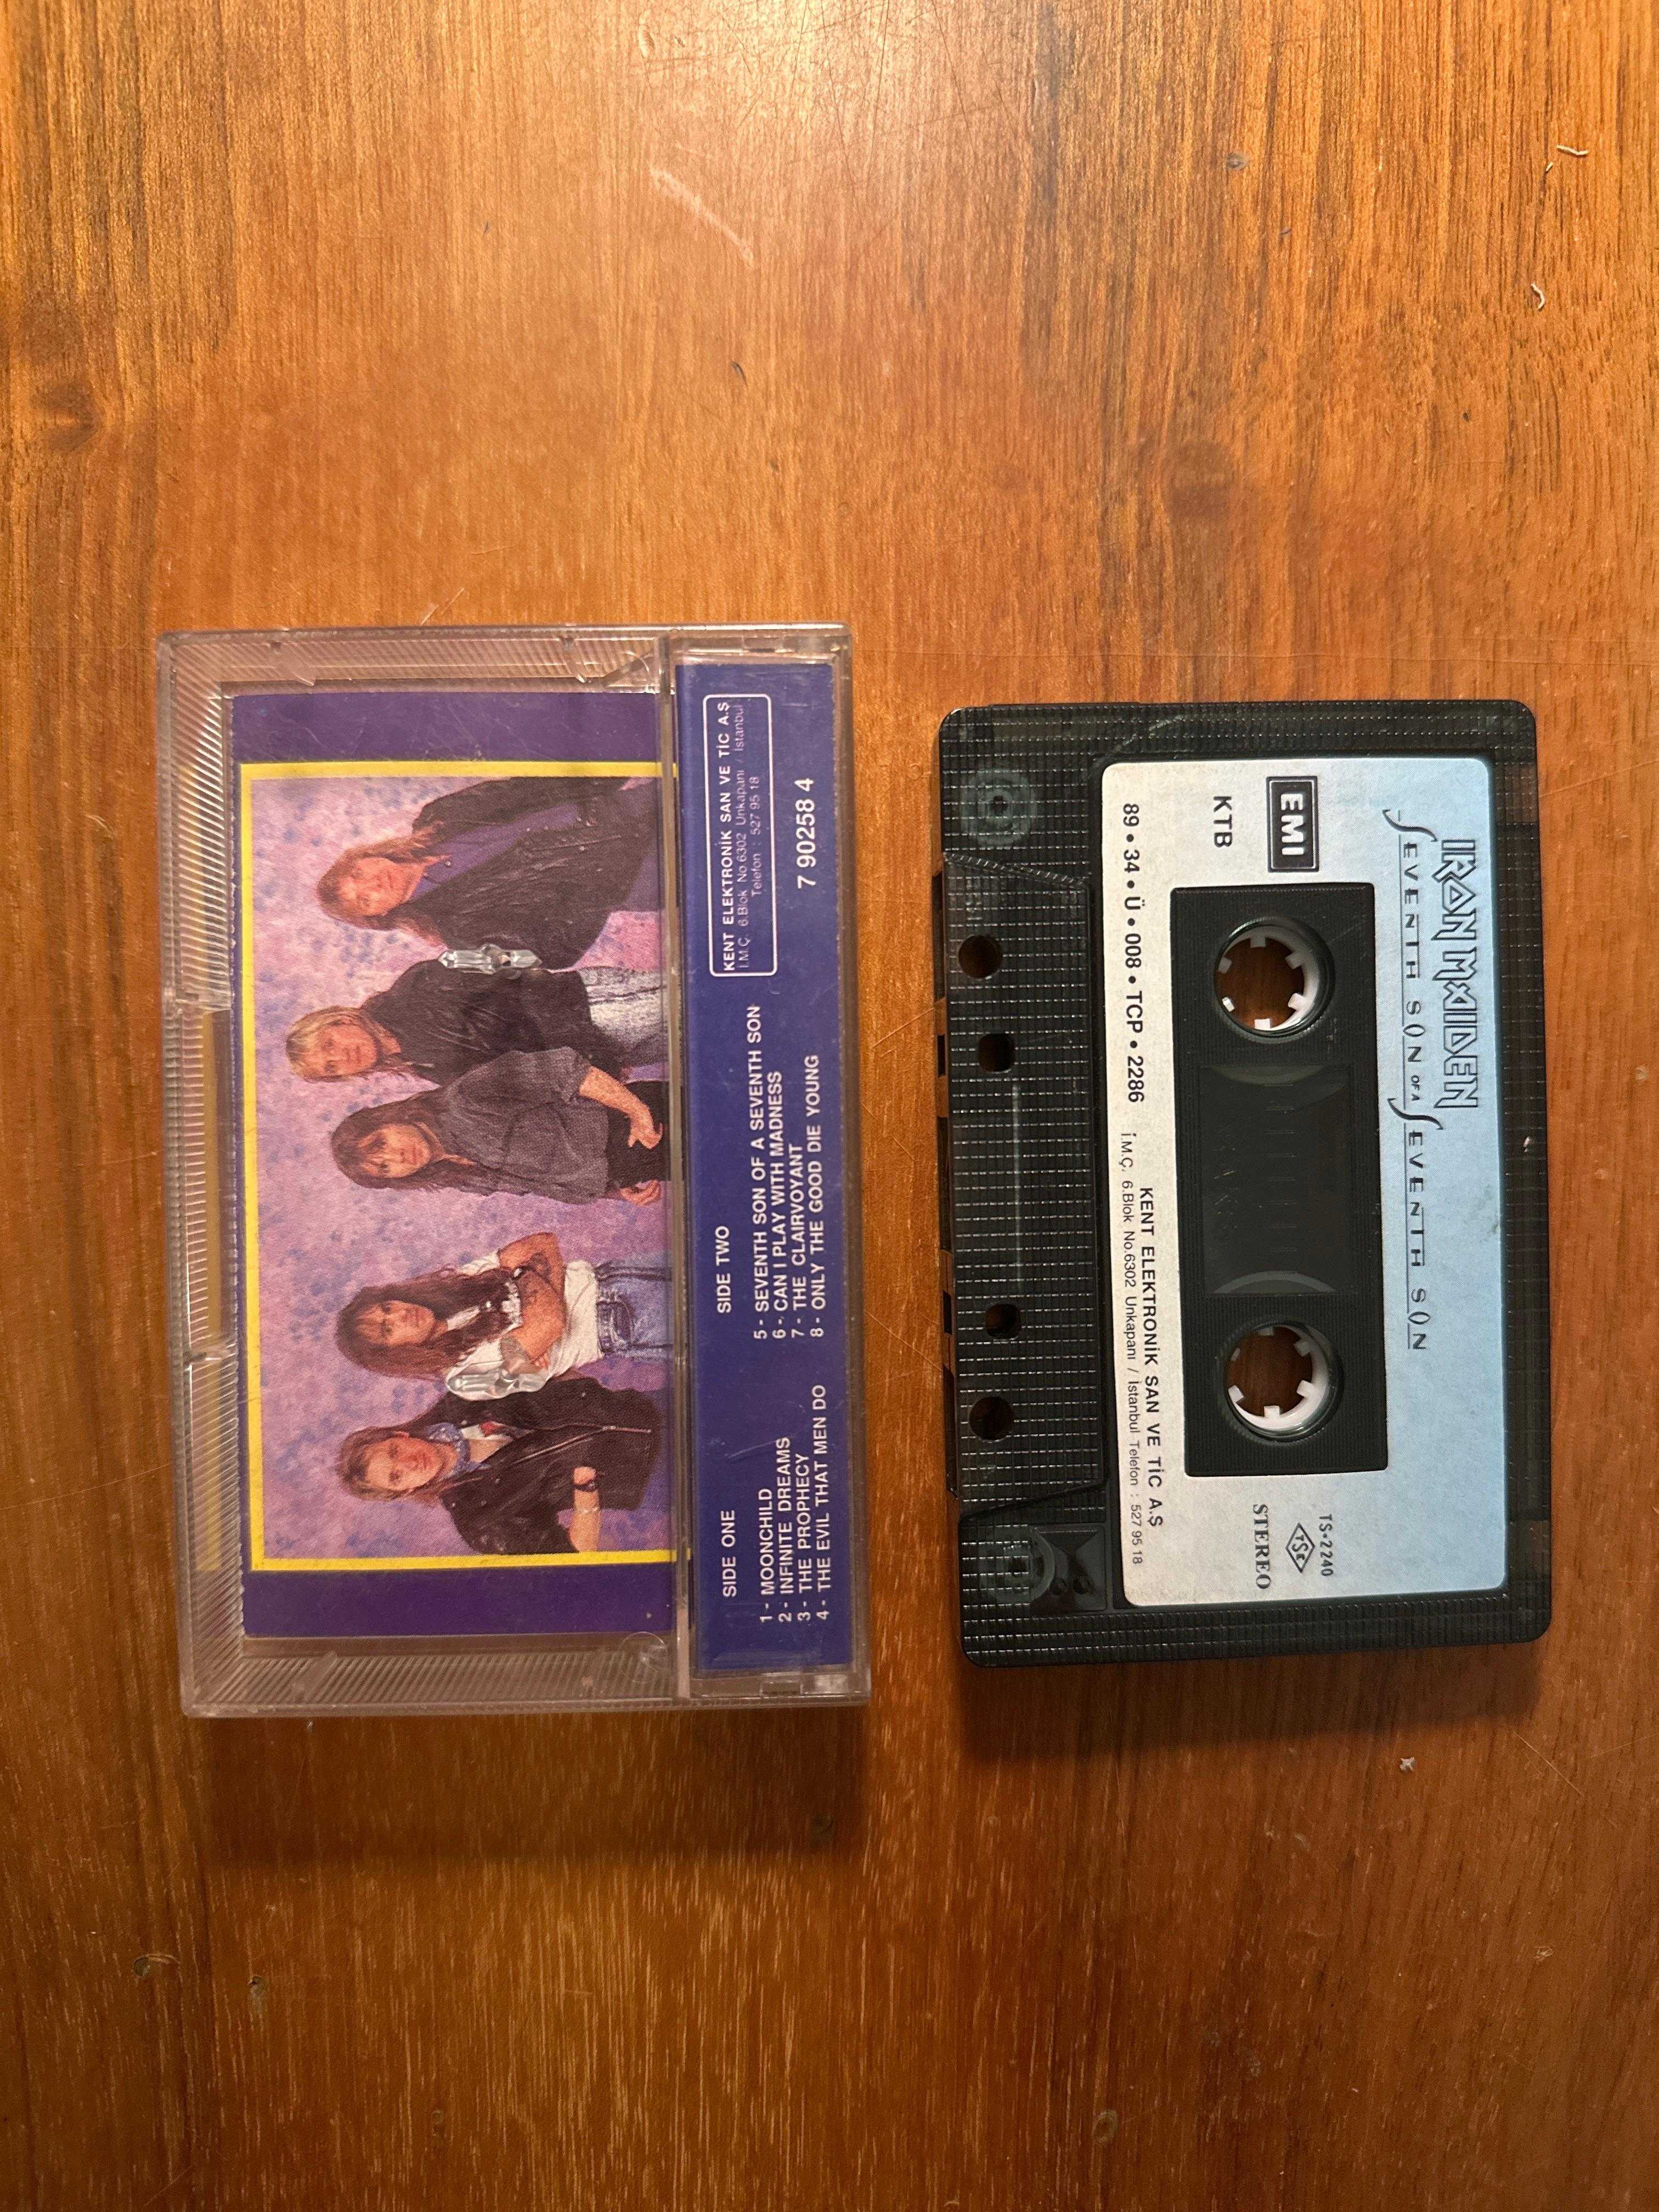 KENT ELEKTRONİK SAN VE TİC A.Ş
İ.M.Ç. 6.Blok No.6302 Unkapanı / İstanbul
Telefon : 527 95 18
7 90258 4
SIDE ONE
1 - MOONCHILD
2 - INFINITE DREAMS
3 - THE PROPHECY
4 - THE EVIL THAT MEN DO
SIDE TWO
5 - SEVENTH SON OF A SEVENTH SON
6 - CAN I PLAY WITH MADNESS
7 - THE CLAIRVOYANT
8 - ONLY THE GOOD DIE YOUNG
IRON MAIDEN
SEVENTH SON OF A SEVENTH SON
EMI
KTB
TS-2240
TSE
STEREO
89 • 34 • Ü • 008 • TCP • 2286
KENT ELEKTRONİK SAN VE TİC A.Ş
İ.M.Ç. 6.Blok No.6302 Unkapanı / İstanbul Telefon : 527 95 18